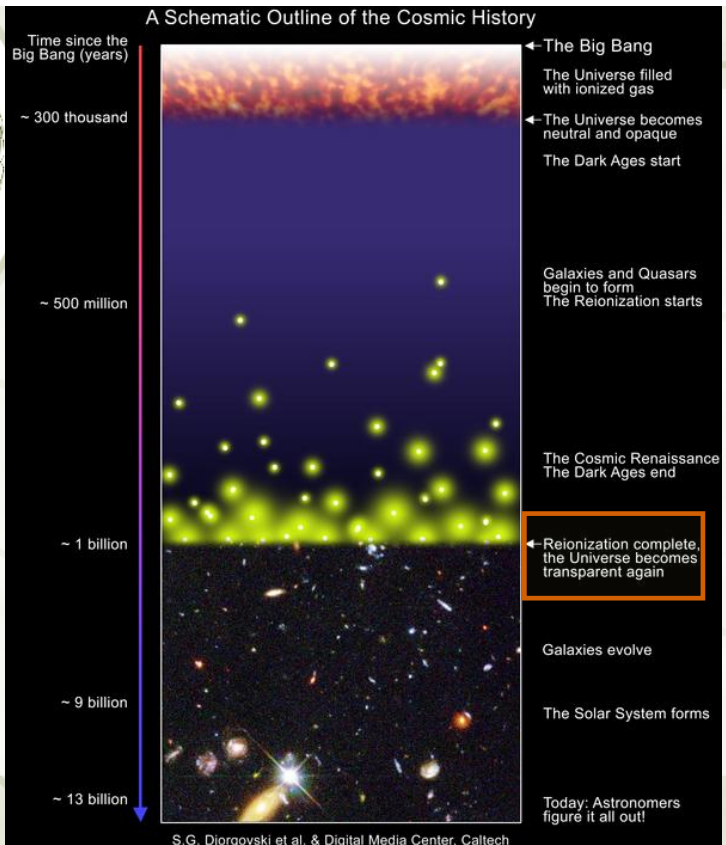 A Schematic Outline of the Cosmic History
Time since the
Big Bang (years)
The Big Bang
The Universe filled
with ionized gas
~ 300 thousand
The Universe becomes
neutral and opaque
The Dark Ages start
Galaxies and Quasars
begin to form
The Reionization starts
~ 500 million
The Cosmic Renaissance
The Dark Ages end
~ 1 billion
Reionization complete,
the Universe becomes
transparent again
Galaxies evolve
~ 9 billion
The Solar System forms
~ 13 billion
Today: Astronomers
figure it all out!
S.G. Djorgovski et al. & Digital Media Center, Caltech